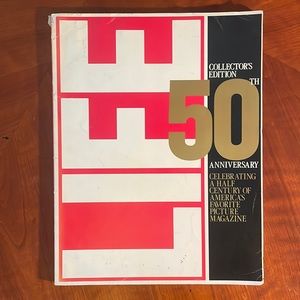 LIFE
COLLECTOR'S
EDITION
50TH
ANNIVERSARY
CELEBRATING
A HALF
CENTURY OF
AMERICA'S
FAVORITE
PICTURE
MAGAZINE